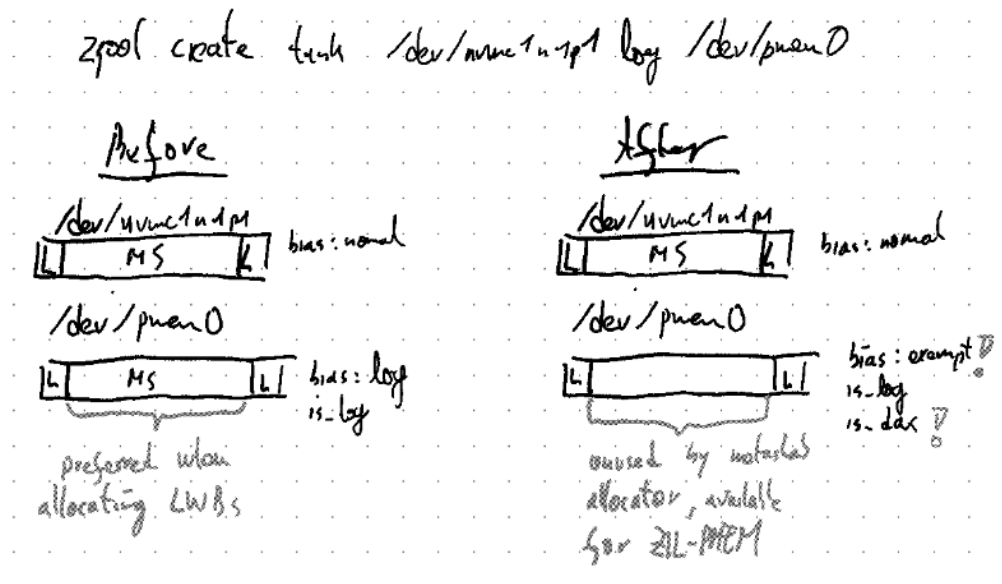 zpool create tank /dev/nvme1n1p1 log /dev/pmem0
Before
/dev/nvme1n1p1
L MS L
bias: normal
/dev/pmem0
L MS L
bias: log
is_log
preferred when
allocating LWBs
After
/dev/nvme1n1p1
L MS L
bias: normal
/dev/pmem0
L L
bias: exempt !
is_log
is_dax !
unused by metaslab
allocator, available
for ZIL-PMEM